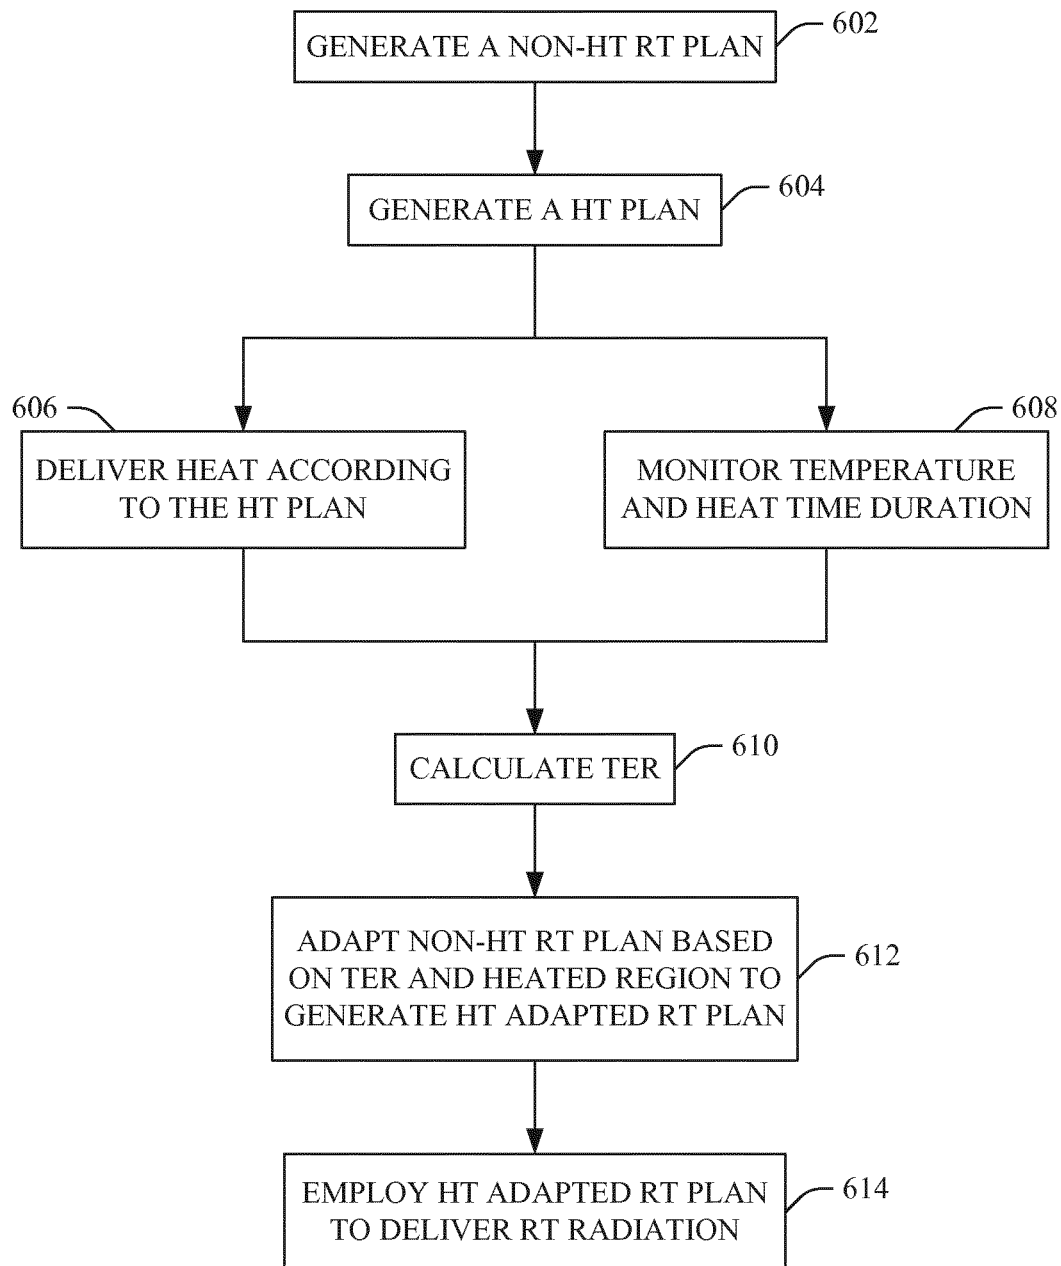 GENERATE A NON-HT RT PLAN
602
GENERATE A HT PLAN
604
606
DELIVER HEAT ACCORDING
TO THE HT PLAN
608
MONITOR TEMPERATURE
AND HEAT TIME DURATION
CALCULATE TER
610
ADAPT NON-HT RT PLAN BASED
ON TER AND HEATED REGION TO
GENERATE HT ADAPTED RT PLAN
612
EMPLOY HT ADAPTED RT PLAN
TO DELIVER RT RADIATION
614